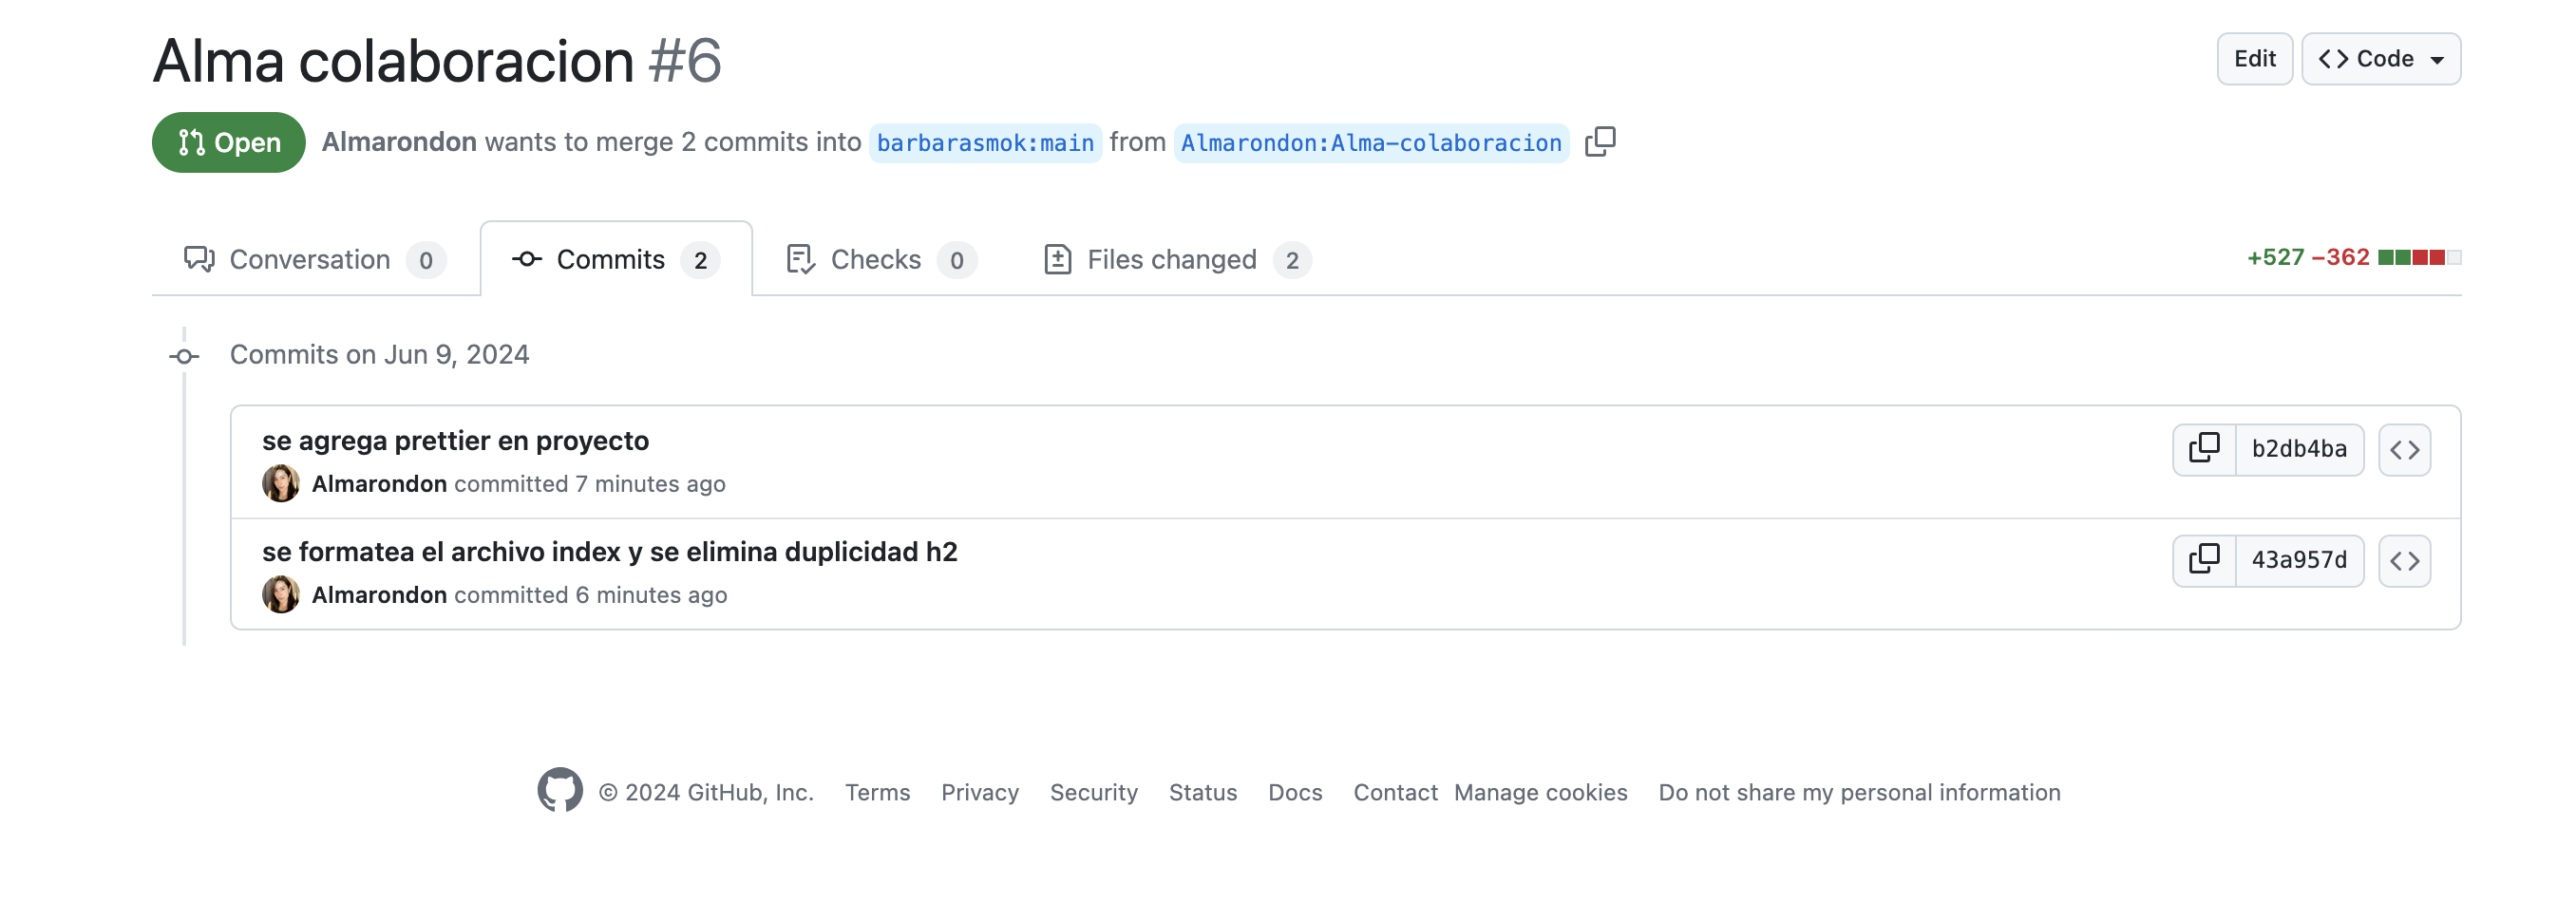 Alma colaboracion #6
Edit
Code
Open
Almarondon wants to merge 2 commits into barbarasmok:main from Almarondon:Alma-colaboracion
Conversation 0
Commits 2
Checks 0
Files changed 2
+527 −362
Commits on Jun 9, 2024
se agrega prettier en proyecto
Almarondon committed 7 minutes ago
b2db4ba
se formatea el archivo index y se elimina duplicidad h2
Almarondon committed 6 minutes ago
43a957d
© 2024 GitHub, Inc. Terms Privacy Security Status Docs Contact Manage cookies Do not share my personal information